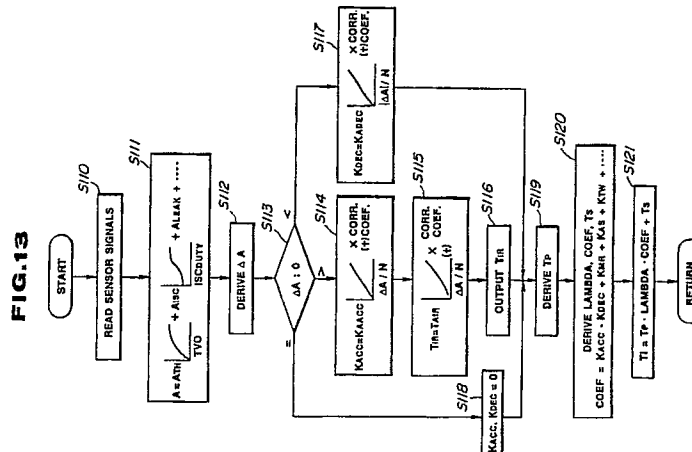 FIG.13
START
S110
READ SENSOR SIGNALS
S111
A=ATH + AISC + ALEAK + .....
TVO ISCDUTY
S112
DERIVE Δ A
S113
ΔA : 0
=
<
>
S114
KACC=KAACC × CORR. (t) COEF.
ΔA / N
S115
TIR=TAIR × CORR. COEF. (t)
ΔA / N
S116
OUTPUT TIR
S117
KDEC=KADEC × CORR. (t) COEF.
|ΔA| / N
S118
KACC, KDEC = 0
S119
DERIVE TP
S120
DERIVE LAMBDA, COEF, TS
COEF = KACC - KDEC + KMR + KAS + KTW + ....
S121
TI = TP · LAMBDA · COEF + TS
RETURN